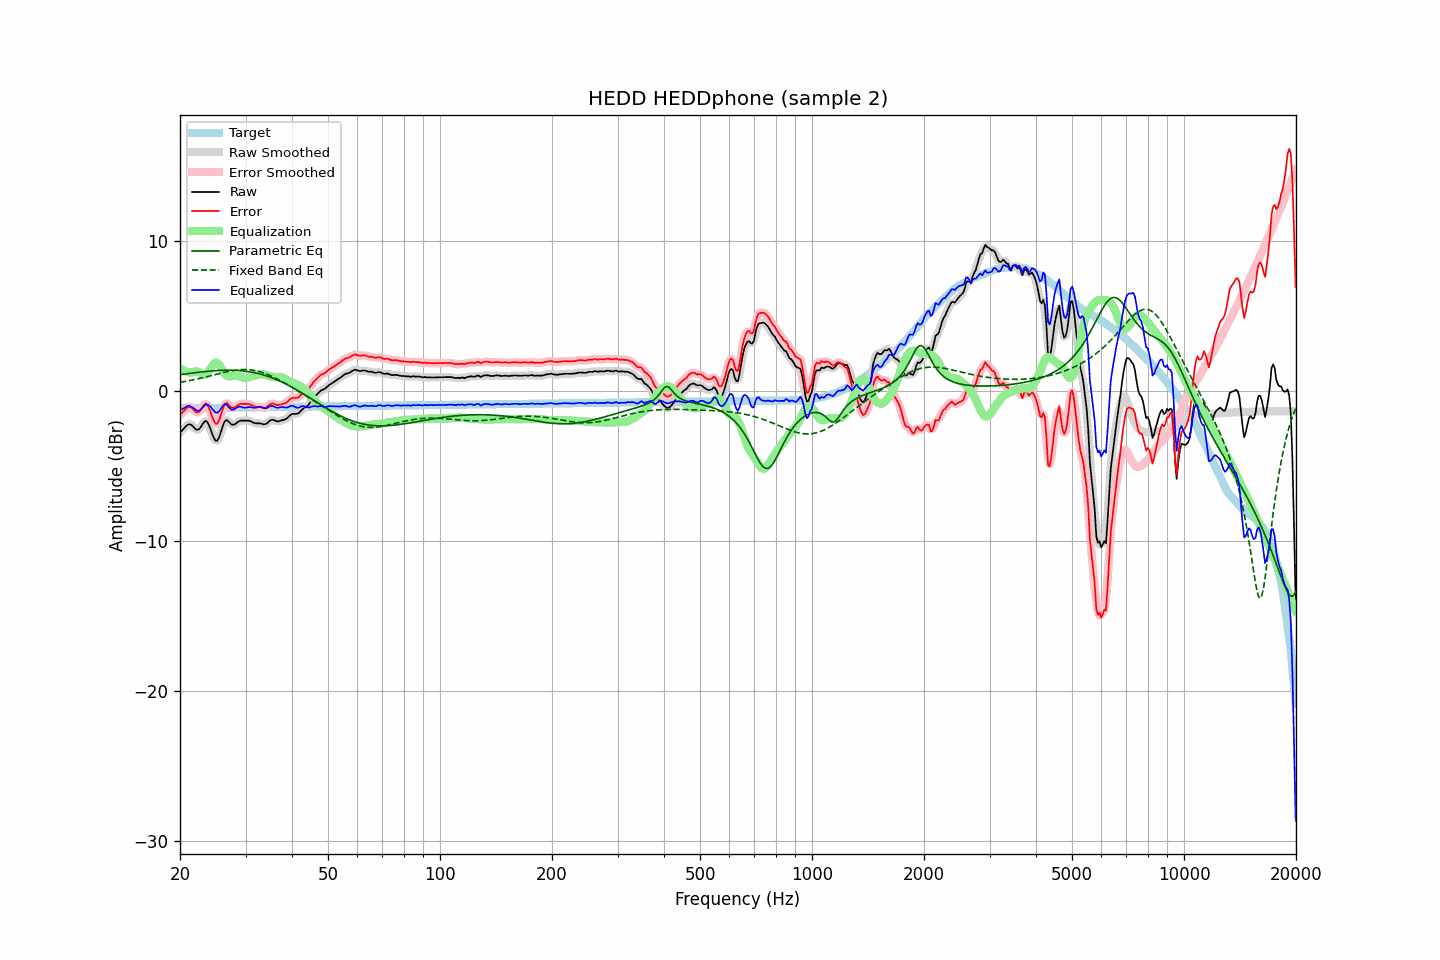 HEDD HEDDphone (sample 2)
Target
Raw Smoothed
Error Smoothed
Raw
Error
Equalization
Parametric Eq
Fixed Band Eq
Equalized
10
0
−10
−20
−30
Amplitude (dBr)
20 50 100 200 500 1000 2000 5000 10000 20000
Frequency (Hz)